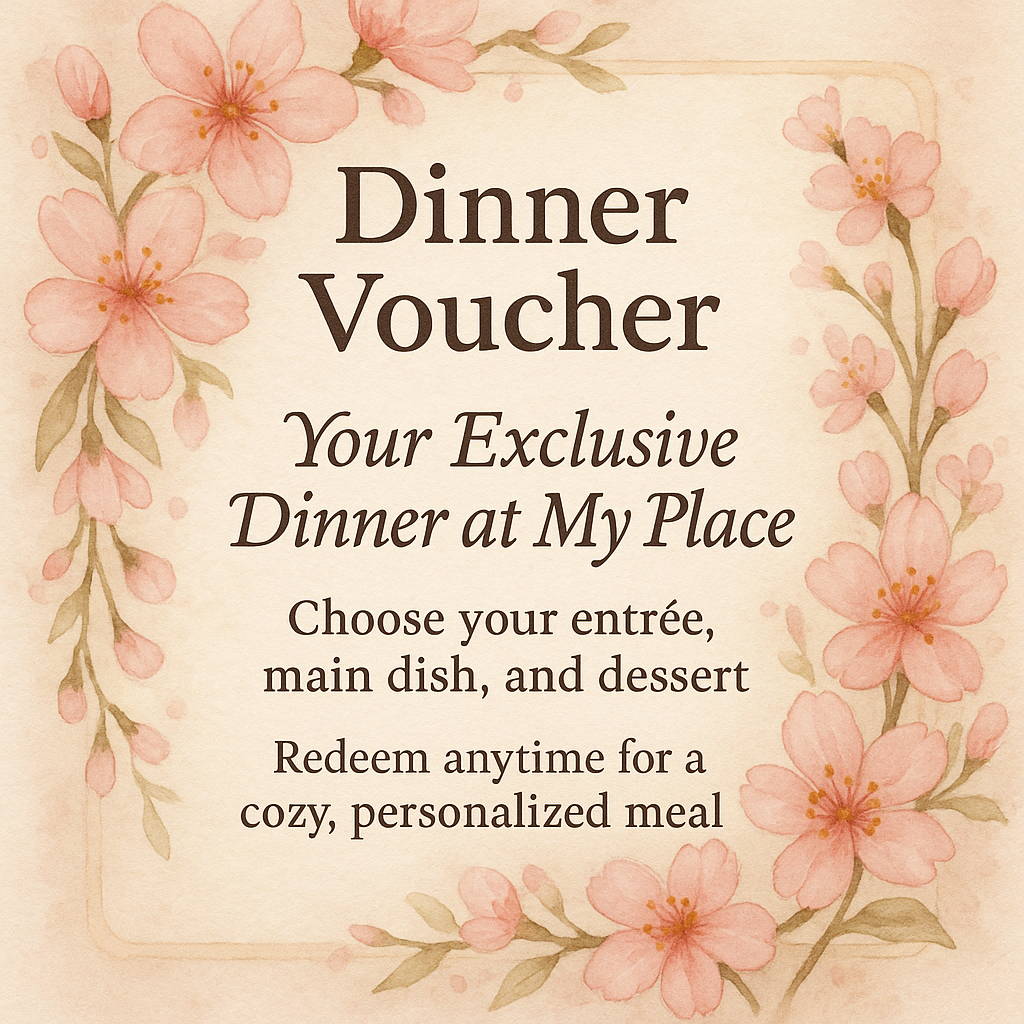 Dinner
Voucher
Your Exclusive
Dinner at My Place
Choose your entrée,
main dish, and dessert
Redeem anytime for a
cozy, personalized meal